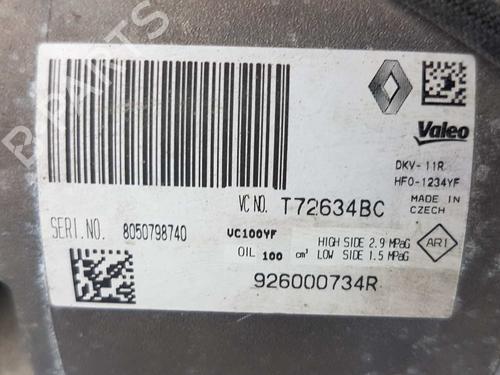 B-PARTS
Valeo
DKV-11R
HFO-1234YF
MADE IN
CZECH
VC NO. T72634BC
SERI.NO. 8050798740
VC100YF
OIL 100 cm³
HIGH SIDE 2.9 MPaG
LOW SIDE 1.5 MPaG
AR1
926000734R